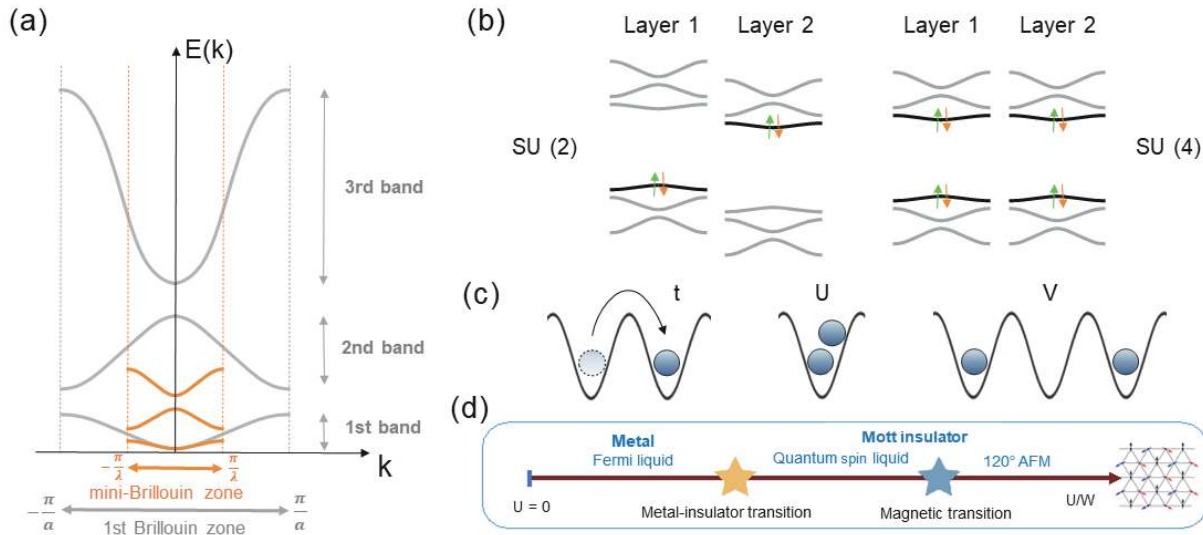 (a)
E(k)
3rd band
2nd band
1st band
k
-π/λ
π/λ
mini-Brillouin zone
-π/a
π/a
1st Brillouin zone
(b)
Layer 1
Layer 2
Layer 1
Layer 2
SU (2)
SU (4)
(c)
t
U
V
(d)
Metal
Fermi liquid
Mott insulator
Quantum spin liquid
120° AFM
U = 0
Metal-insulator transition
Magnetic transition
U/W